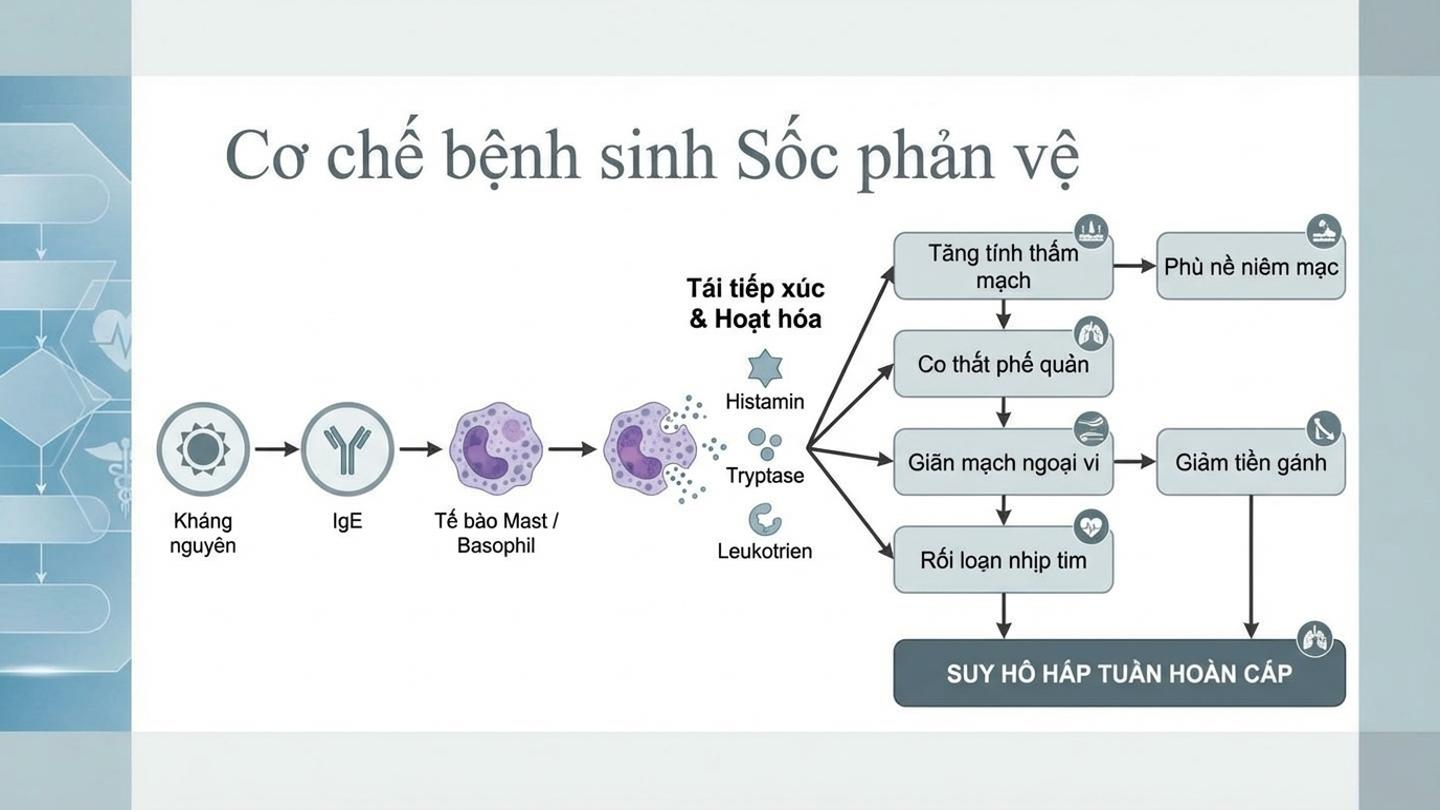 Cơ chế bệnh sinh Sốc phản vệ
Kháng
nguyên
IgE
Tế bào Mast /
Basophil
Tái tiếp xúc
& Hoạt hóa
Histamin
Tryptase
Leukotrien
Tăng tính thấm
mạch
Phù nề niêm mạc
Co thắt phế quản
Giãn mạch ngoại vi
Giảm tiền gánh
Rối loạn nhịp tim
SUY HÔ HÁP TUẦN HOÀN CÁP